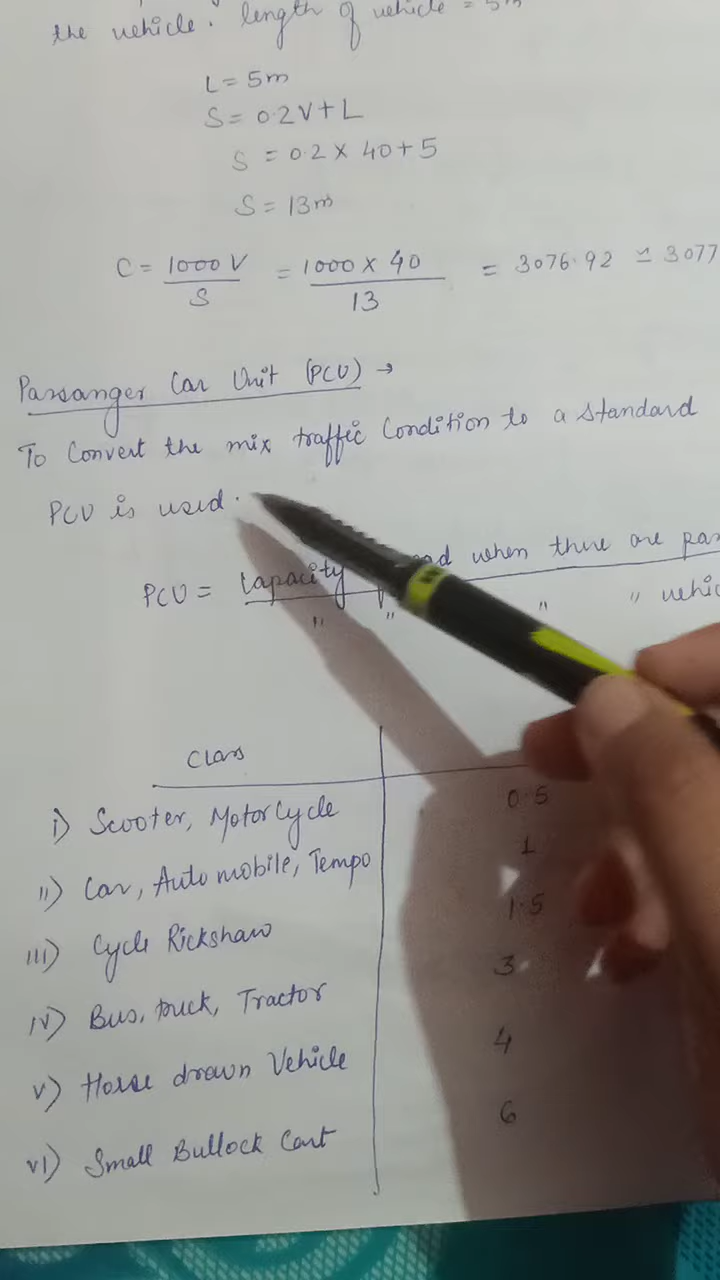 the vehicle. length of vehicle = 5m
L = 5m
S = 0.2V + L
S = 0.2 × 40 + 5
S = 13m
C = 1000 V / S = 1000 × 40 / 13 = 3076.92 ≃ 3077
Passanger Car Unit (PCU) →
To Convert the mix traffic Condition to a standard
PCU is used.
PCU = Capacity when there are
" " " " 
Class
i) Scooter, Motor Cycle 0.5
ii) Car, Auto mobile, Tempo 1
iii) Cycle Rickshaw 1.5
iv) Bus, truck, Tractor 3
v) Horse drawn Vehicle 4
vi) Small Bullock Cart 6